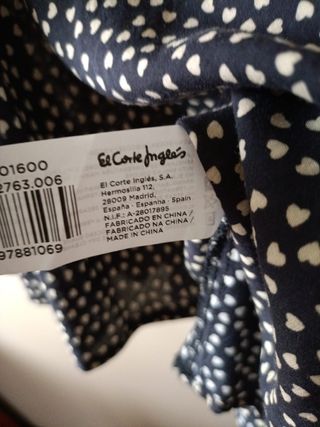 01600
2763.006
97881069
El Corte Inglés
El Corte Inglés, S.A.
Hermosilla 112,
28009 Madrid,
España - Espanha - Spain
N.I.F.: A-28017895
FABRICADO EN CHINA /
FABRICADO NA CHINA /
MADE IN CHINA